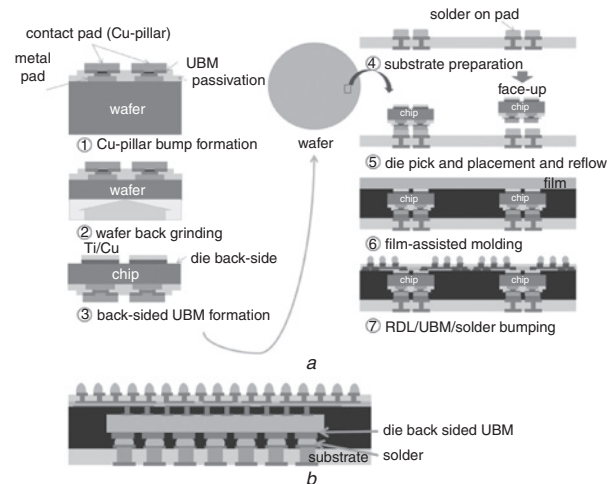 contact pad (Cu-pillar)
metal pad
UBM
passivation
wafer
① Cu-pillar bump formation
wafer
② wafer back grinding
Ti/Cu
chip
die back-side
③ back-sided UBM formation
wafer
solder on pad
④ substrate preparation
face-up
chip
chip
⑤ die pick and placement and reflow
film
chip
chip
⑥ film-assisted molding
chip
chip
⑦ RDL/UBM/solder bumping
a
die back sided UBM
substrate
solder
b